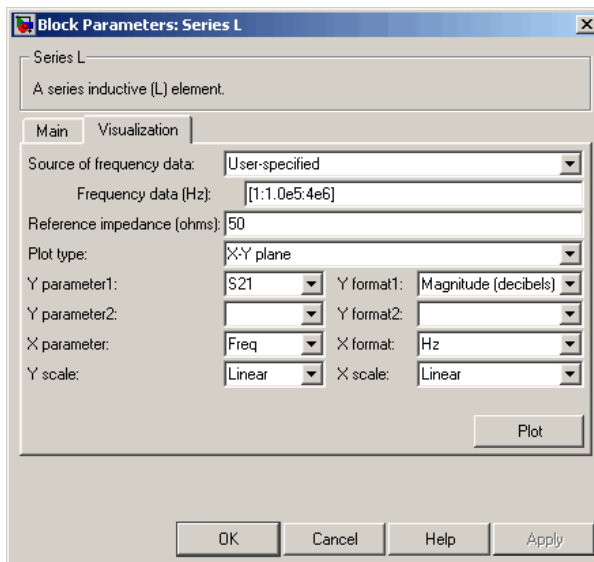 Block Parameters: Series L
Series L
A series inductive (L) element.
Main Visualization
Source of frequency data: User-specified
Frequency data (Hz): [1:1.0e5:4e6]
Reference impedance (ohms): 50
Plot type: X-Y plane
Y parameter1: S21 Y format1: Magnitude (decibels)
Y parameter2: Y format2:
X parameter: Freq X format: Hz
Y scale: Linear X scale: Linear
Plot
OK Cancel Help Apply